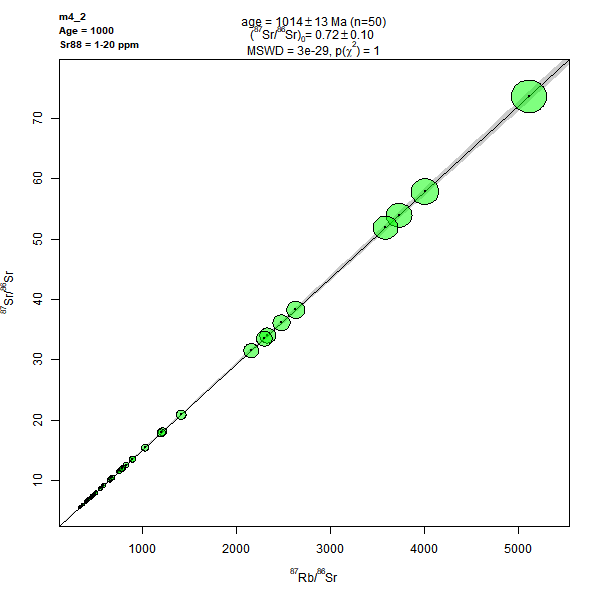 m4_2
Age = 1000
Sr88 = 1-20 ppm
age = 1014 ± 13 Ma (n=50)
(⁸⁷Sr/⁸⁶Sr)₀= 0.72 ± 0.10
MSWD = 3e-29, p(χ²) = 1
70
60
50
40
30
20
10
⁸⁷Sr/⁸⁶Sr
1000 2000 3000 4000 5000
⁸⁷Rb/⁸⁶Sr